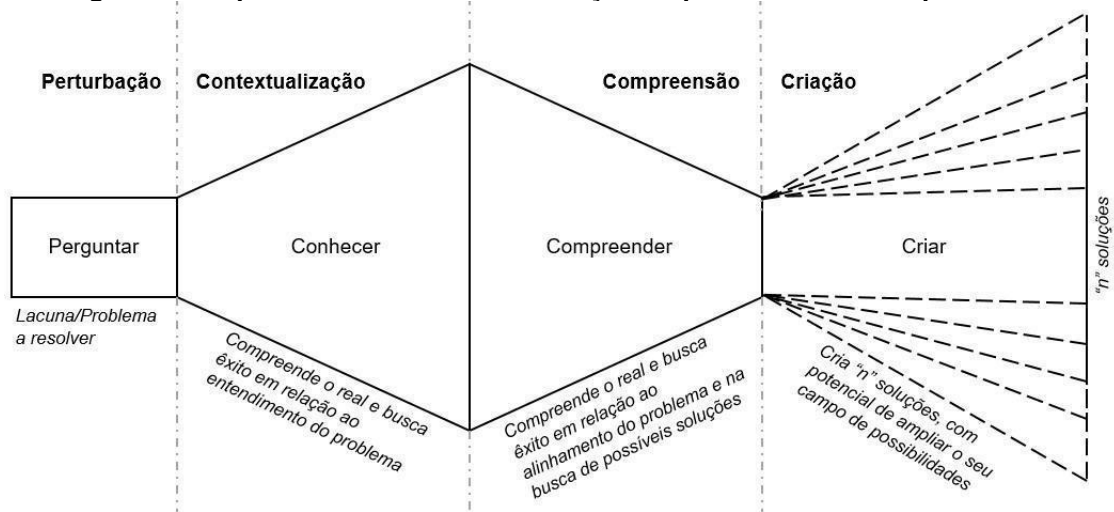 Perturbação
Contextualização
Compreensão
Criação
Perguntar
Conhecer
Compreender
Criar
"n" soluções
Lacuna/Problema
a resolver
Compreende o real e busca
êxito em relação ao
entendimento do problema
Compreende o real e busca
êxito em relação ao
alinhamento do problema e na
busca de possíveis soluções
Cria "n" soluções, com
potencial de ampliar o seu
campo de possibilidades